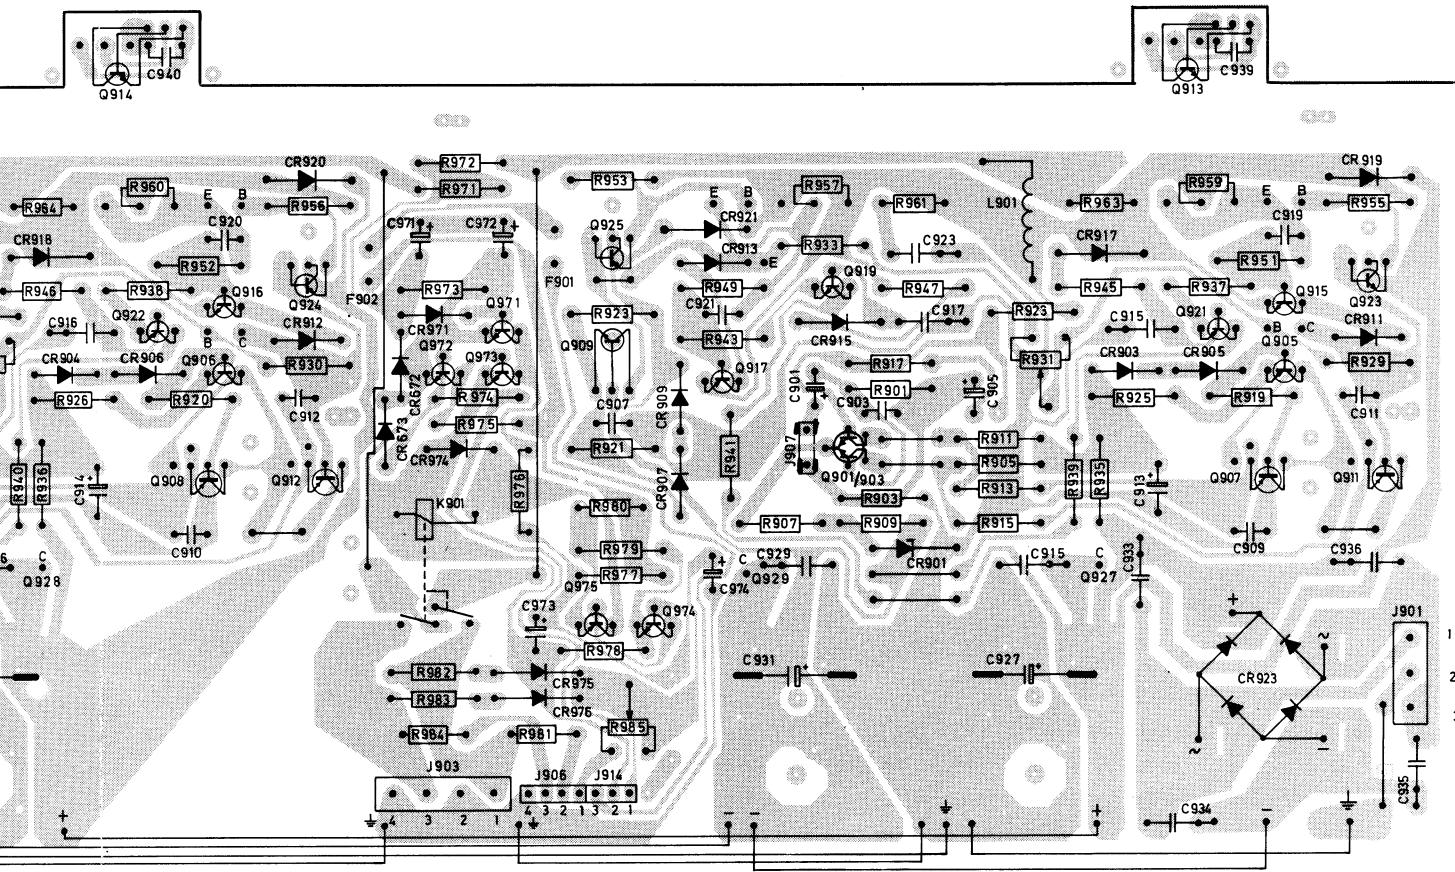 C940 C939
Q914 Q913
CR920 R972 CR919
R960 R971 R953 E B R957 R959 E B
R964 E B R956 R961 L901 R963 R955
C920 C971 + C972 + Q925 CR921 C919
CR918 R933 C923 CR917
R952 CR913 E R951
R946 R938 Q916 Q924 F902 R973 F901 R949 Q919 R947 R945 R937 Q915 Q923
Q922 Q971 R923 C921 C917 R923 C915 Q921
C916 B C CR912 CR971 Q909 R943 CR915 B C CR911
CR904 CR906 Q906 R930 Q972 Q973 Q917 R917 R931 CR903 CR905 Q905 R929
R926 R920 C912 CR672 R974 C907 CR909 C901 + R901 C903 + C905 R925 R919 C911
R975 R921 R941 J907 R911
CR673 CR974 R905
R940 R936 C914 + Q908 Q912 R976 CR907 Q901/903 R913 R939 R935 C913 + Q907 Q911
K901 R980 R903
R907 R909 R915
C910 R979 C909
6 C R977 + C C929 CR901 C915 C C933 C936
Q928 Q975 C974 Q929 Q927
C973 + Q974 + ~ J901
R978 1
R982 CR975 C931 + C927 + CR923 2
R983 CR976
R984 R981 R985 ~ −
J903 J906 J914 C935
4 3 2 1 4 3 2 1 3 2 1
+ − − + C934 −